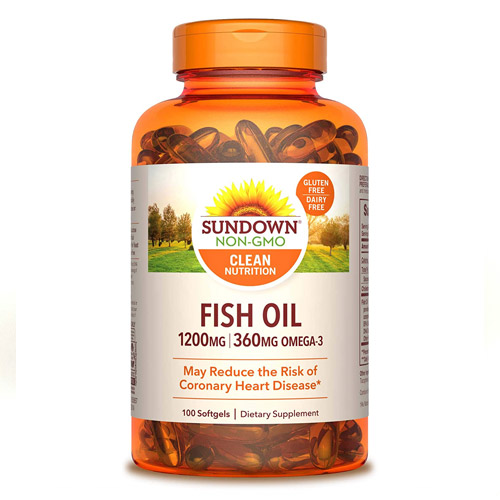 GLUTEN
FREE
DAIRY
FREE
SUNDOWN®
NON-GMO
CLEAN
NUTRITION
FISH OIL
1200MG | 360MG OMEGA-3
May Reduce the Risk of
Coronary Heart Disease*
100 Softgels | Dietary Supplement